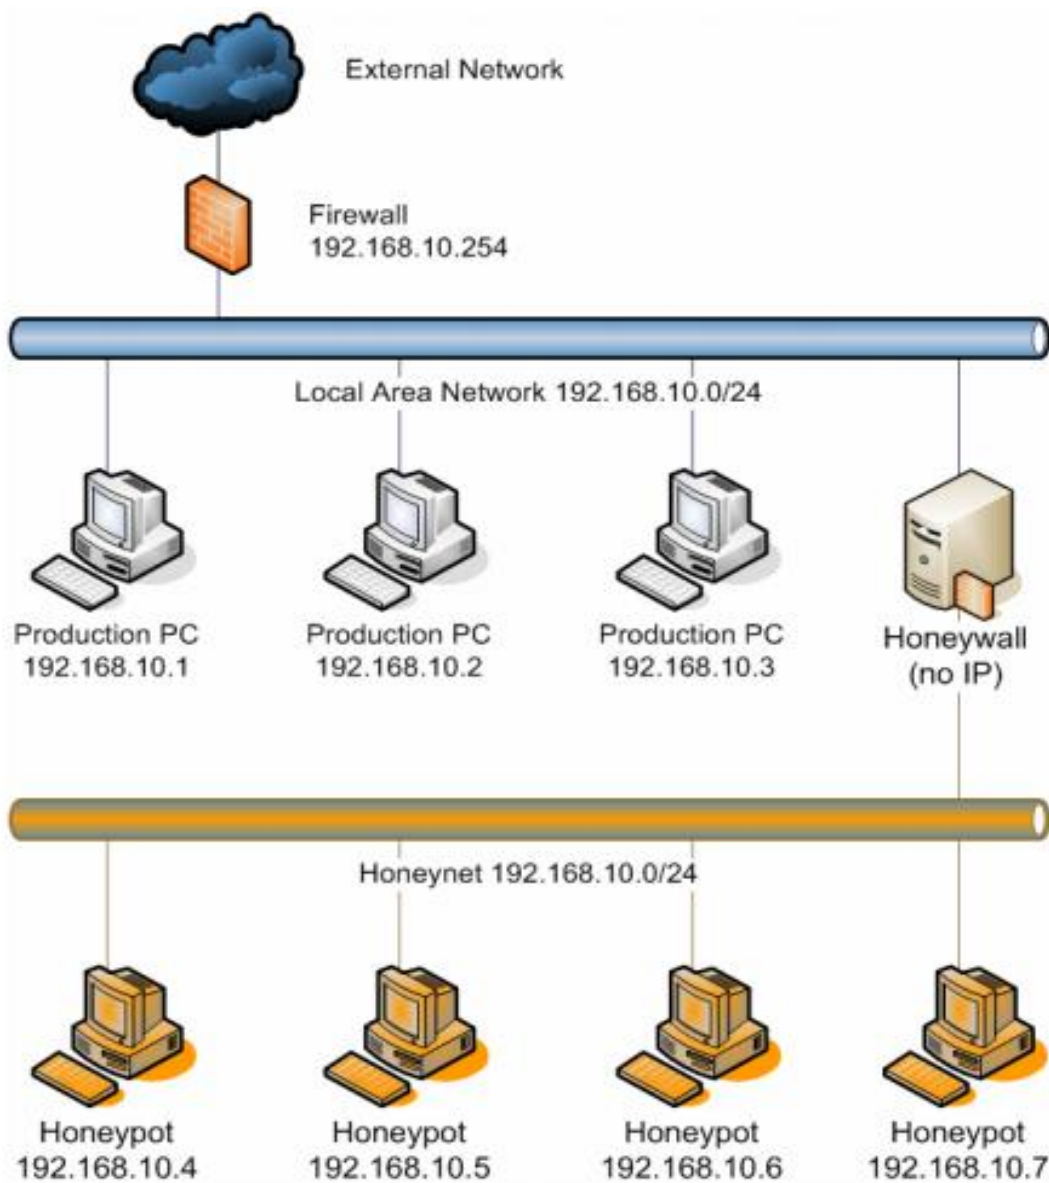 External Network
Firewall
192.168.10.254
Local Area Network 192.168.10.0/24
Production PC
192.168.10.1
Production PC
192.168.10.2
Production PC
192.168.10.3
Honeywall
(no IP)
Honeynet 192.168.10.0/24
Honeypot
192.168.10.4
Honeypot
192.168.10.5
Honeypot
192.168.10.6
Honeypot
192.168.10.7